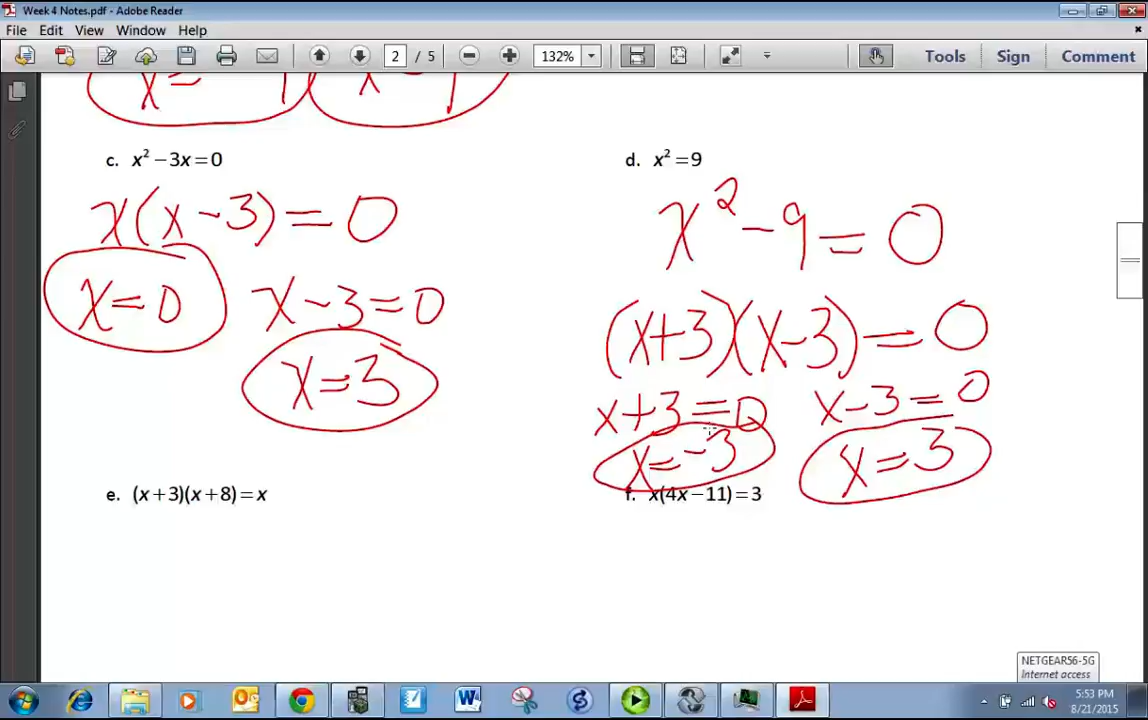 Week 4 Notes.pdf - Adobe Reader
File Edit View Window Help
2 / 5 132% Tools Sign Comment
c. x² − 3x = 0
d. x² = 9
x(x − 3) = 0
x² − 9 = 0
x = 0 x − 3 = 0
(x + 3)(x − 3) = 0
x = 3
x + 3 = 0 x − 3 = 0
x = −3 x = 3
e. (x + 3)(x + 8) = x
f. x(4x − 11) = 3
NETGEAR56-5G
Internet access
5:53 PM
8/21/2015